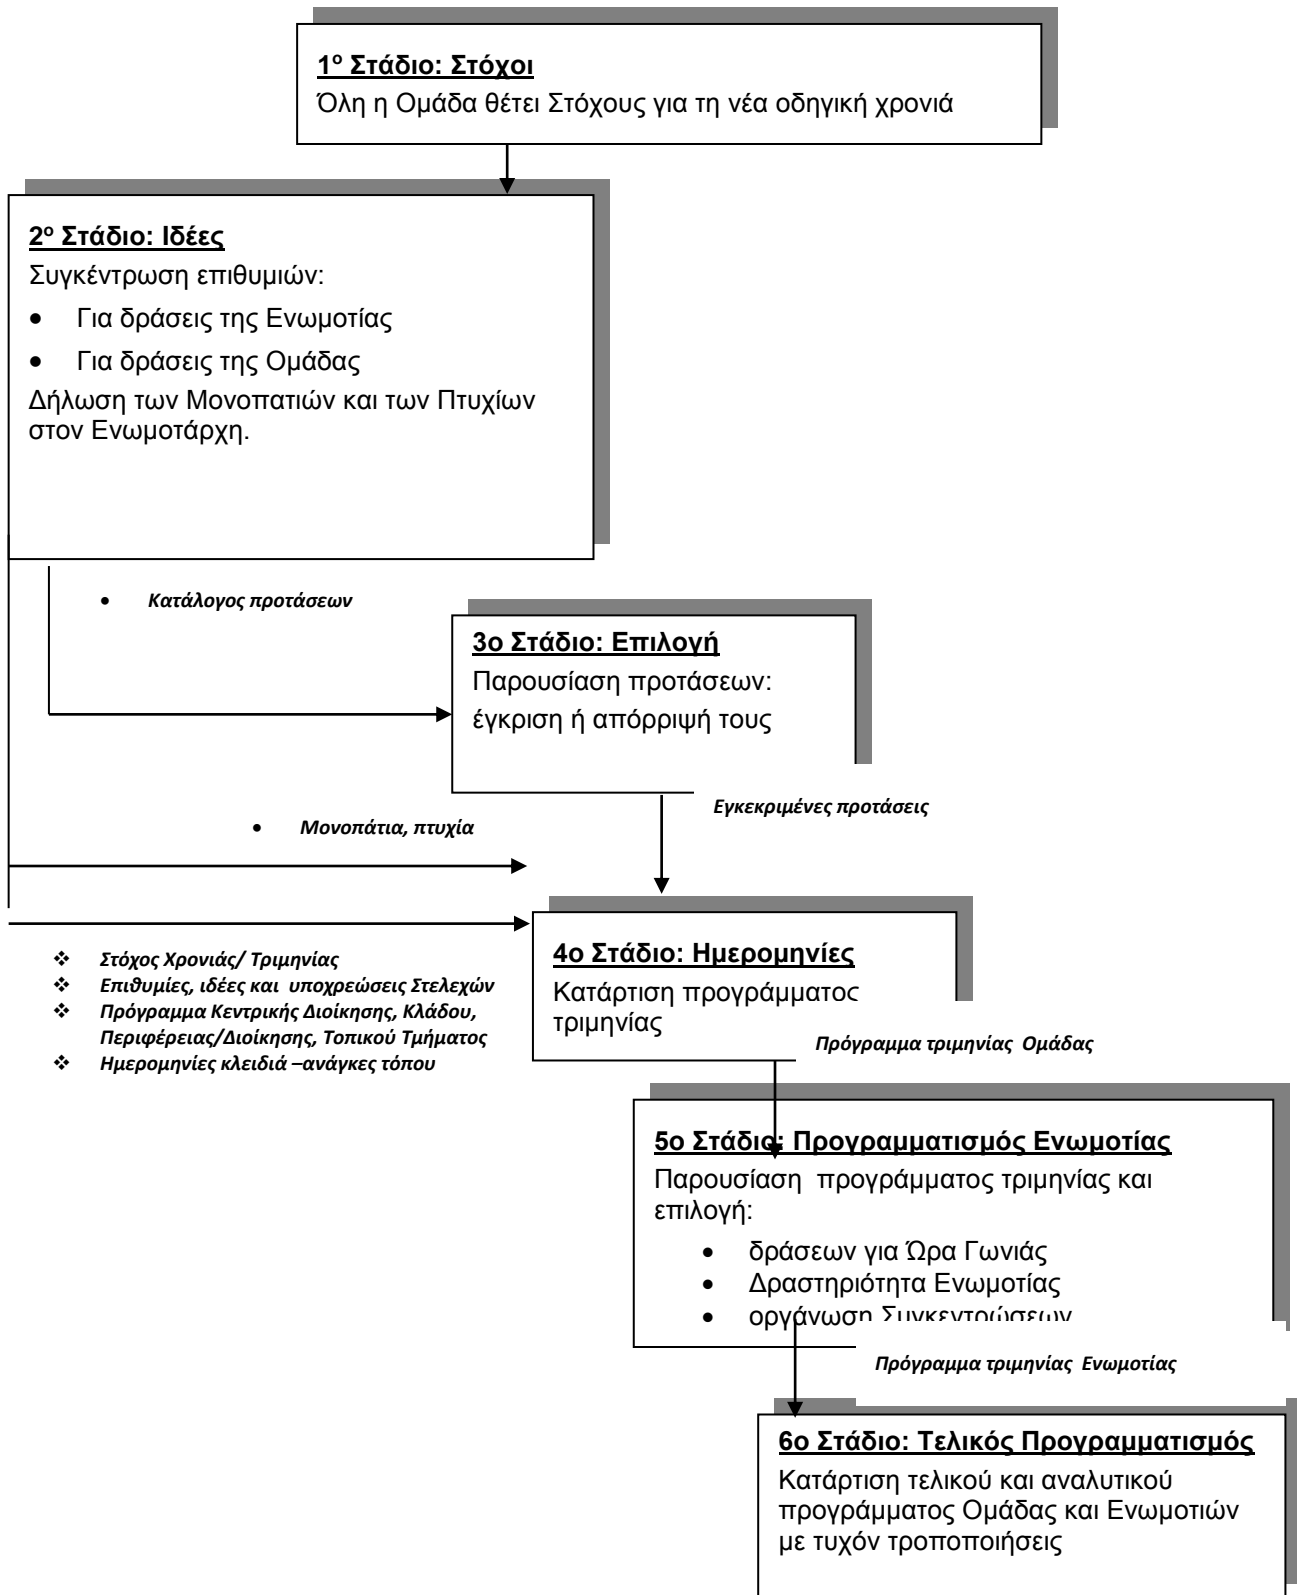 1ο Στάδιο: Στόχοι
Όλη η Ομάδα θέτει Στόχους για τη νέα οδηγική χρονιά
2ο Στάδιο: Ιδέες
Συγκέντρωση επιθυμιών:
• Για δράσεις της Ενωμοτίας
• Για δράσεις της Ομάδας
Δήλωση των Μονοπατιών και των Πτυχίων
στον Ενωμοτάρχη.
• Κατάλογος προτάσεων
3ο Στάδιο: Επιλογή
Παρουσίαση προτάσεων:
έγκριση ή απόρριψή τους
Εγκεκριμένες προτάσεις
• Μονοπάτια, πτυχία
❖ Στόχος Χρονιάς/ Τριμηνίας
❖ Επιθυμίες, ιδέες και υποχρεώσεις Στελεχών
❖ Πρόγραμμα Κεντρικής Διοίκησης, Κλάδου,
Περιφέρειας/Διοίκησης, Τοπικού Τμήματος
❖ Ημερομηνίες κλειδιά –ανάγκες τόπου
4ο Στάδιο: Ημερομηνίες
Κατάρτιση προγράμματος
τριμηνίας
Πρόγραμμα τριμηνίας Ομάδας
5ο Στάδιο: Προγραμματισμός Ενωμοτίας
Παρουσίαση προγράμματος τριμηνίας και
επιλογή:
• δράσεων για Ώρα Γωνιάς
• Δραστηριότητα Ενωμοτίας
• οργάνωση Συγκεντρώσεων
Πρόγραμμα τριμηνίας Ενωμοτίας
6ο Στάδιο: Τελικός Προγραμματισμός
Κατάρτιση τελικού και αναλυτικού
προγράμματος Ομάδας και Ενωμοτιών
με τυχόν τροποποιήσεις